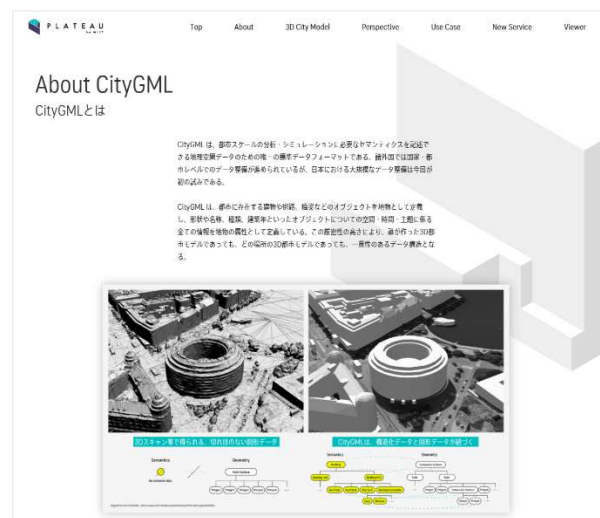 PLATEAU
by MLIT
Top About 3D City Model Perspective Use Case New Service Viewer
About CityGML
CityGMLとは
CityGML は、都市スケールの分析・シミュレーションに必要なセマンティクスを記述で
きる地理空間データのための唯一の標準データフォーマットである。諸外国では国家・都
市レベルでのデータ整備が進められているが、日本における大規模なデータ整備は今回が
初の試みである。
CityGML は、都市に存在する建物や街路、橋梁などのオブジェクトを地物として定義
し、形状や名称、種類、建築年といったオブジェクトについての空間・時間・主題に係る
全ての情報を地物の属性として定義している。この厳密性の高さにより、誰が作った3D都
市モデルであっても、どの場所の3D都市モデルであっても、一貫性のあるデータ構造とな
る。
3Dスキャン等で得られる、切れ目のない図形データ
CityGMLは、構造化データと図形データが紐づく
Semantics Geometry
No semantic data
Semantics Geometry
Building